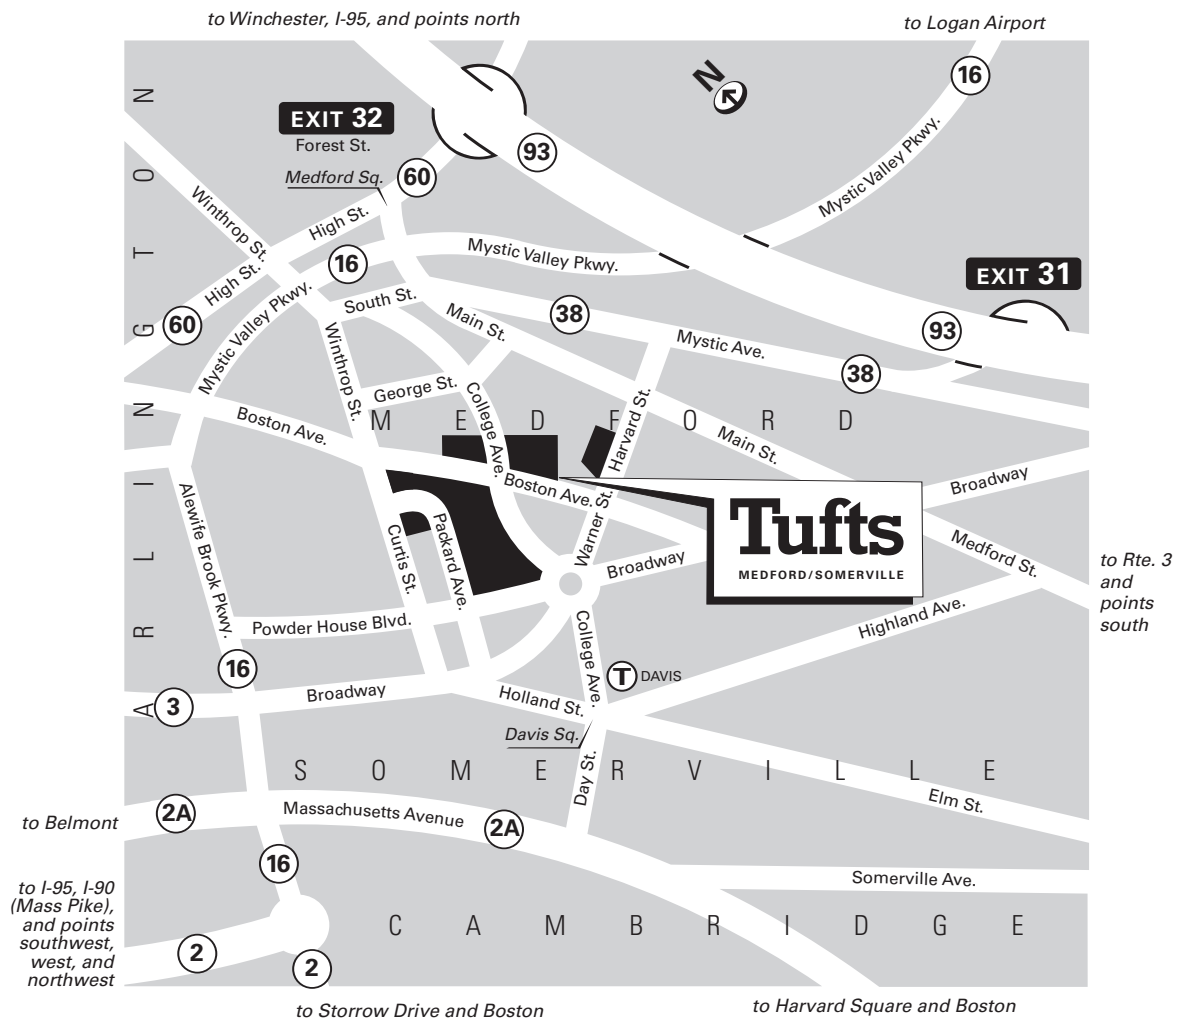 to Winchester, I-95, and points north
to Logan Airport
N
16
EXIT 32
Forest St.
93
Medford Sq.
60
Mystic Valley Pkwy.
Winthrop St.
High St.
16
Mystic Valley Pkwy.
High St.
EXIT 31
60
Mystic Valley Pkwy.
South St.
38
Main St.
93
Mystic Ave.
38
Winthrop St.
George St.
College Ave.
Harvard St.
Boston Ave.
MEDFORD
Main St.
ARLINGTON
Broadway
Boston Ave.
Alewife Brook Pkwy.
Curtis St.
Packard Ave.
Warner St.
Tufts
MEDFORD/SOMERVILLE
Broadway
Medford St.
to Rte. 3
and
points
south
Highland Ave.
Powder House Blvd.
College Ave.
16
T DAVIS
3
Broadway
Holland St.
Davis Sq.
Day St.
SOMERVILLE
Elm St.
2A
Massachusetts Avenue
2A
to Belmont
16
Somerville Ave.
to I-95, I-90
(Mass Pike),
and points
southwest,
west, and
northwest
CAMBRIDGE
2
2
to Storrow Drive and Boston
to Harvard Square and Boston